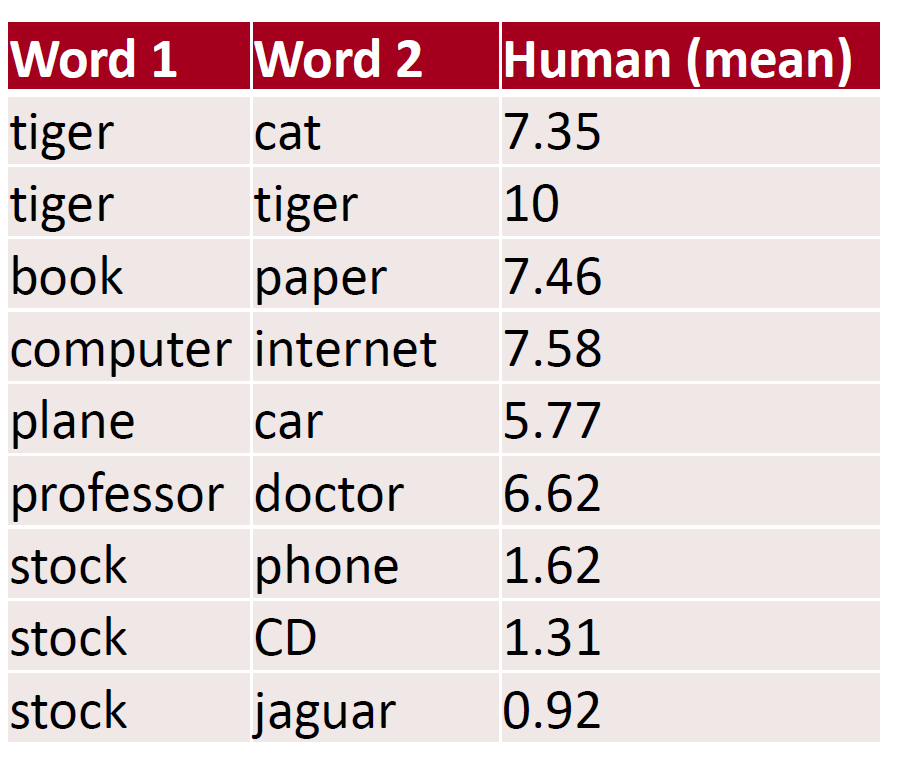 Word 1 Word 2 Human (mean)
tiger cat 7.35
tiger tiger 10
book paper 7.46
computer internet 7.58
plane car 5.77
professor doctor 6.62
stock phone 1.62
stock CD 1.31
stock jaguar 0.92